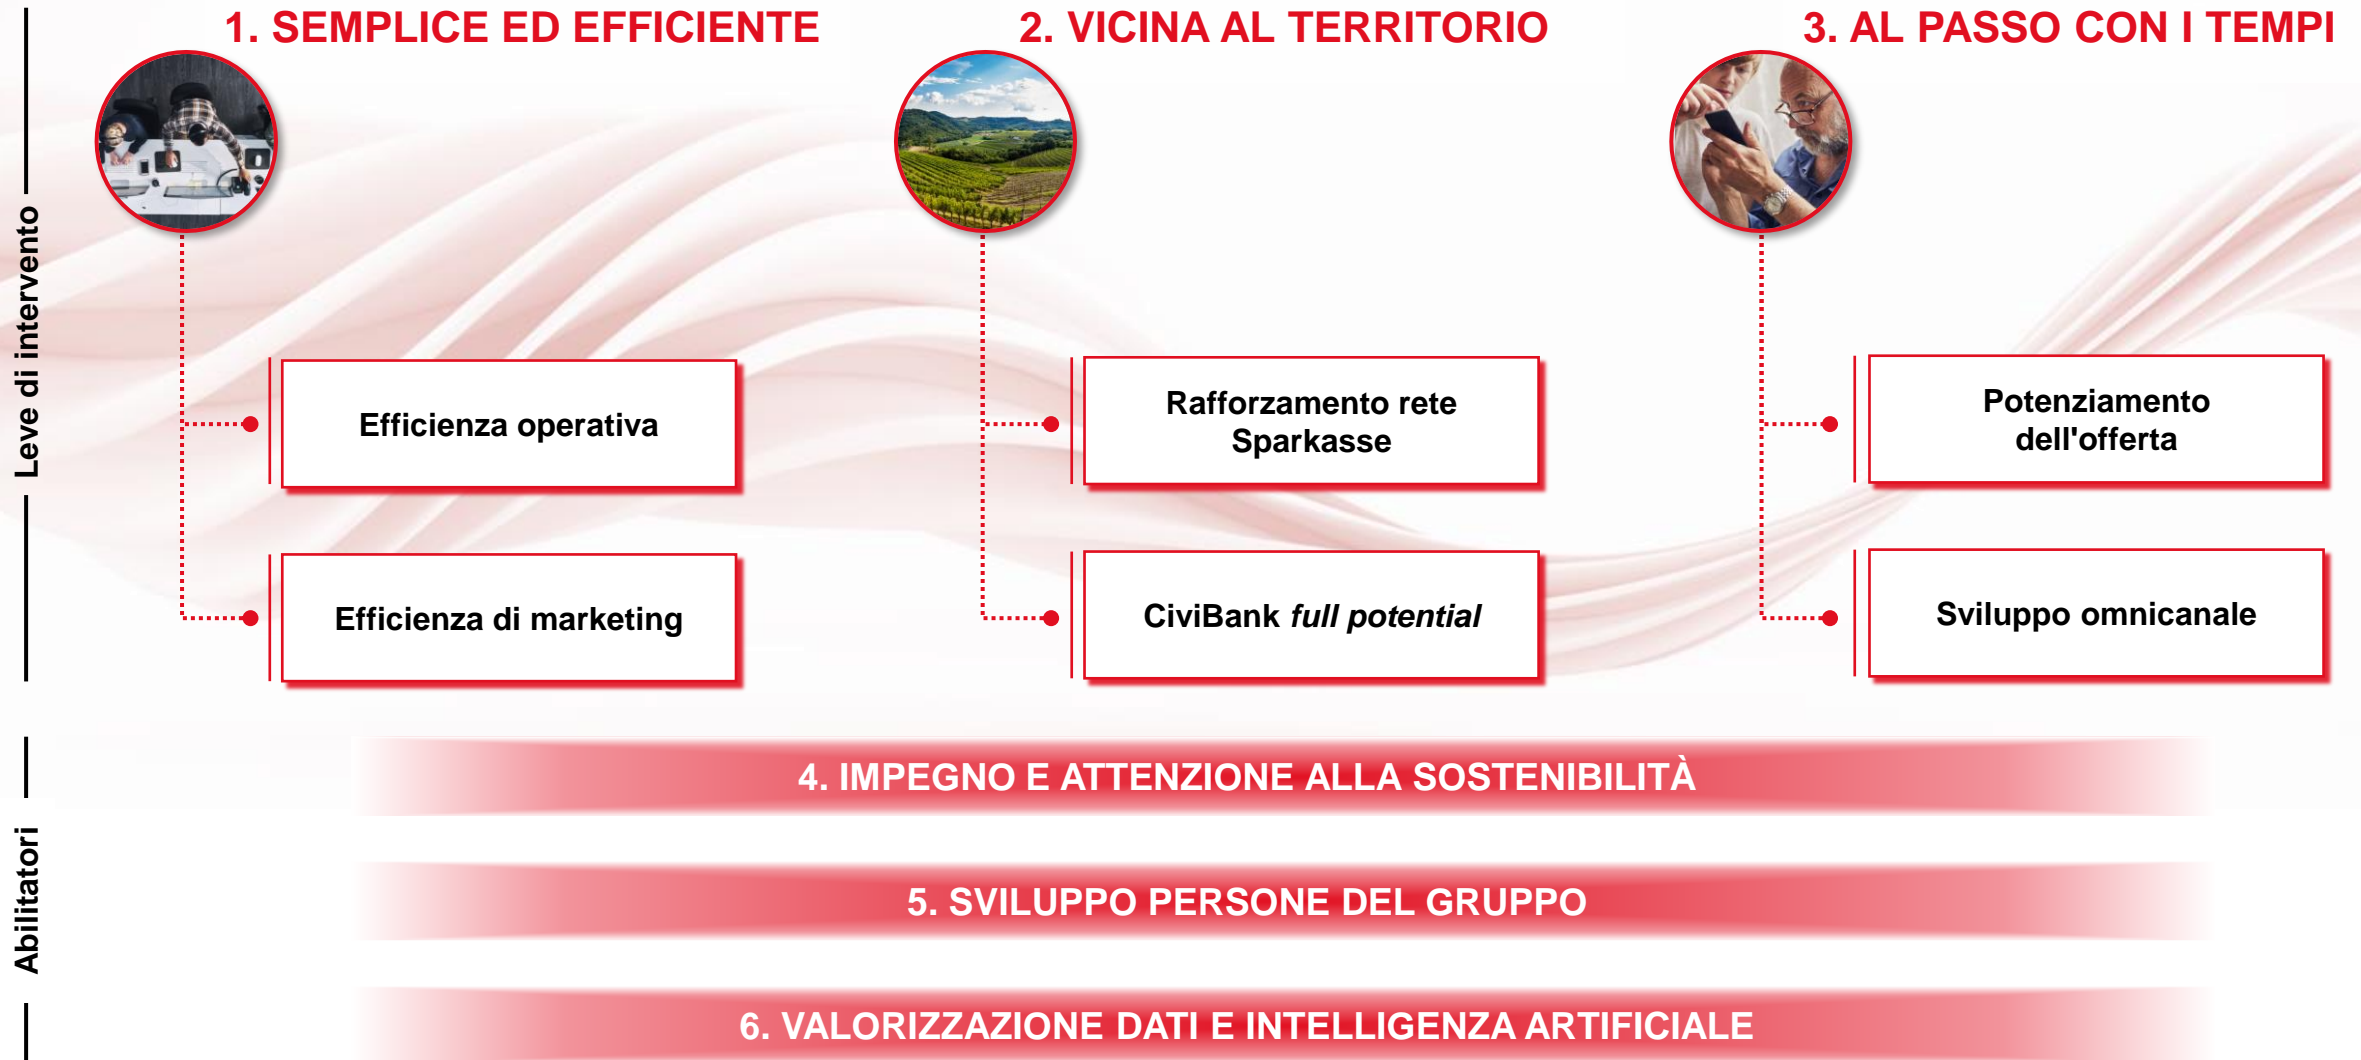 1. SEMPLICE ED EFFICIENTE
2. VICINA AL TERRITORIO
3. AL PASSO CON I TEMPI
Leve di intervento
Efficienza operativa
Rafforzamento rete
Sparkasse
Potenziamento
dell'offerta
Efficienza di marketing
CiviBank full potential
Sviluppo omnicanale
Abilitatori
4. IMPEGNO E ATTENZIONE ALLA SOSTENIBILITÀ
5. SVILUPPO PERSONE DEL GRUPPO
6. VALORIZZAZIONE DATI E INTELLIGENZA ARTIFICIALE